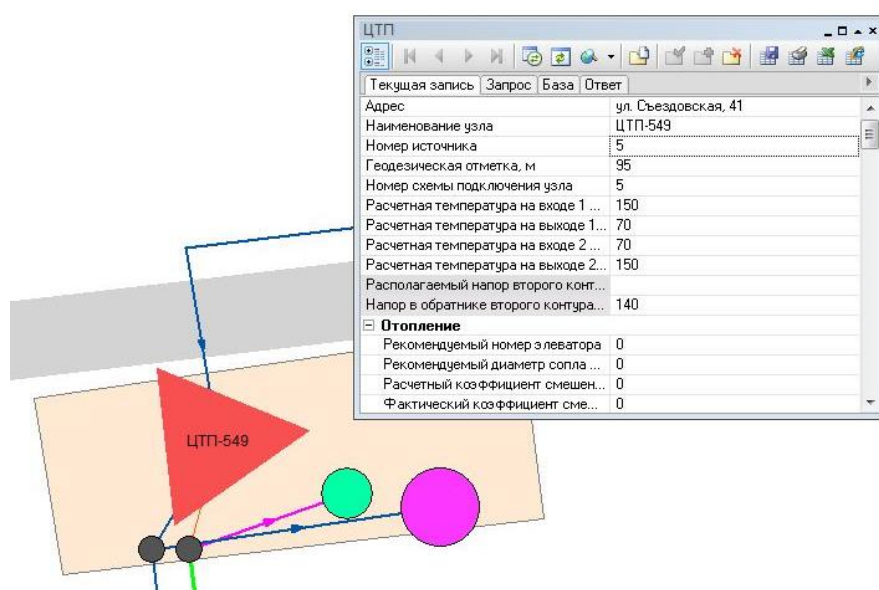 ЦТП
Текущая запись Запрос База Ответ
Адрес ул. Съездовская, 41
Наименование узла ЦТП-549
Номер источника 5
Геодезическая отметка, м 95
Номер схемы подключения узла 5
Расчетная температура на входе 1 ... 150
Расчетная температура на выходе 1... 70
Расчетная температура на входе 2 ... 70
Расчетная температура на выходе 2... 150
Располагаемый напор второго конт...
Напор в обратнике второго контура... 140
Отопление
Рекомендуемый номер элеватора 0
Рекомендуемый диаметр сопла ... 0
Расчетный коэффициент смешен... 0
Фактический коэффициент сме... 0
ЦТП-549